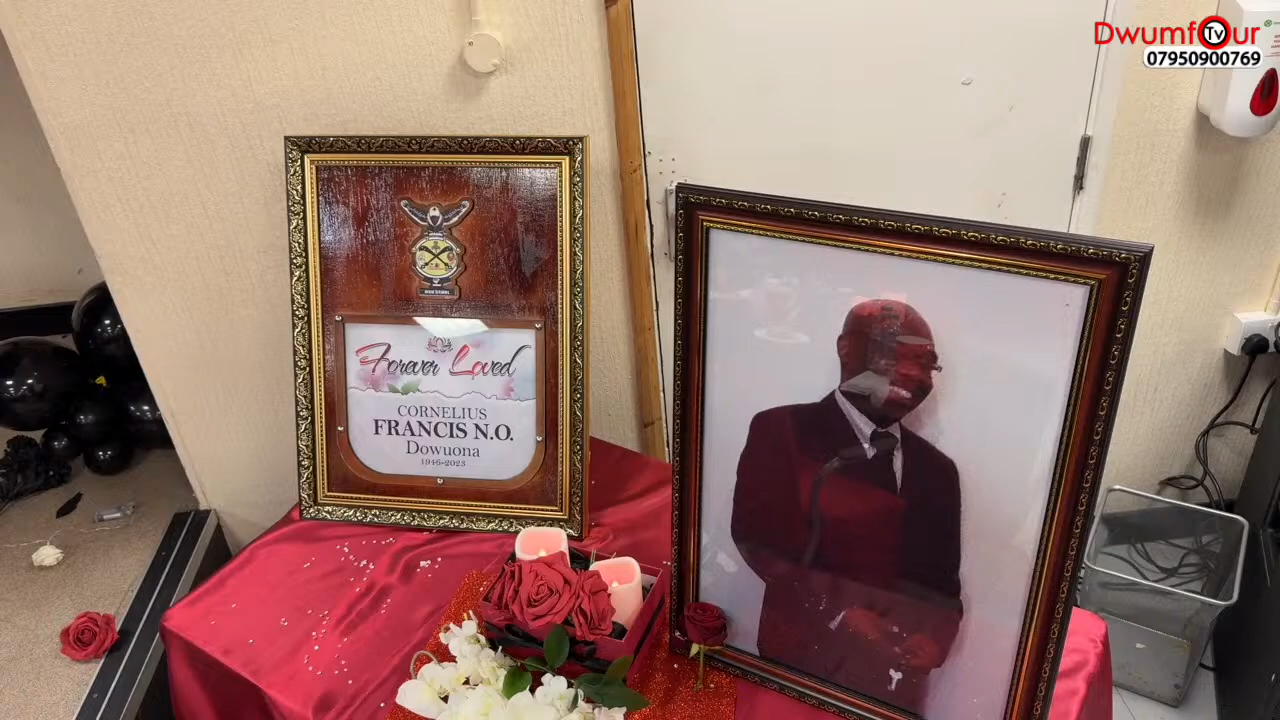 DwumfOur
Tv
07950900769
Forever Loved
CORNELIUS
FRANCIS N.O.
Dowuona
1946-2023